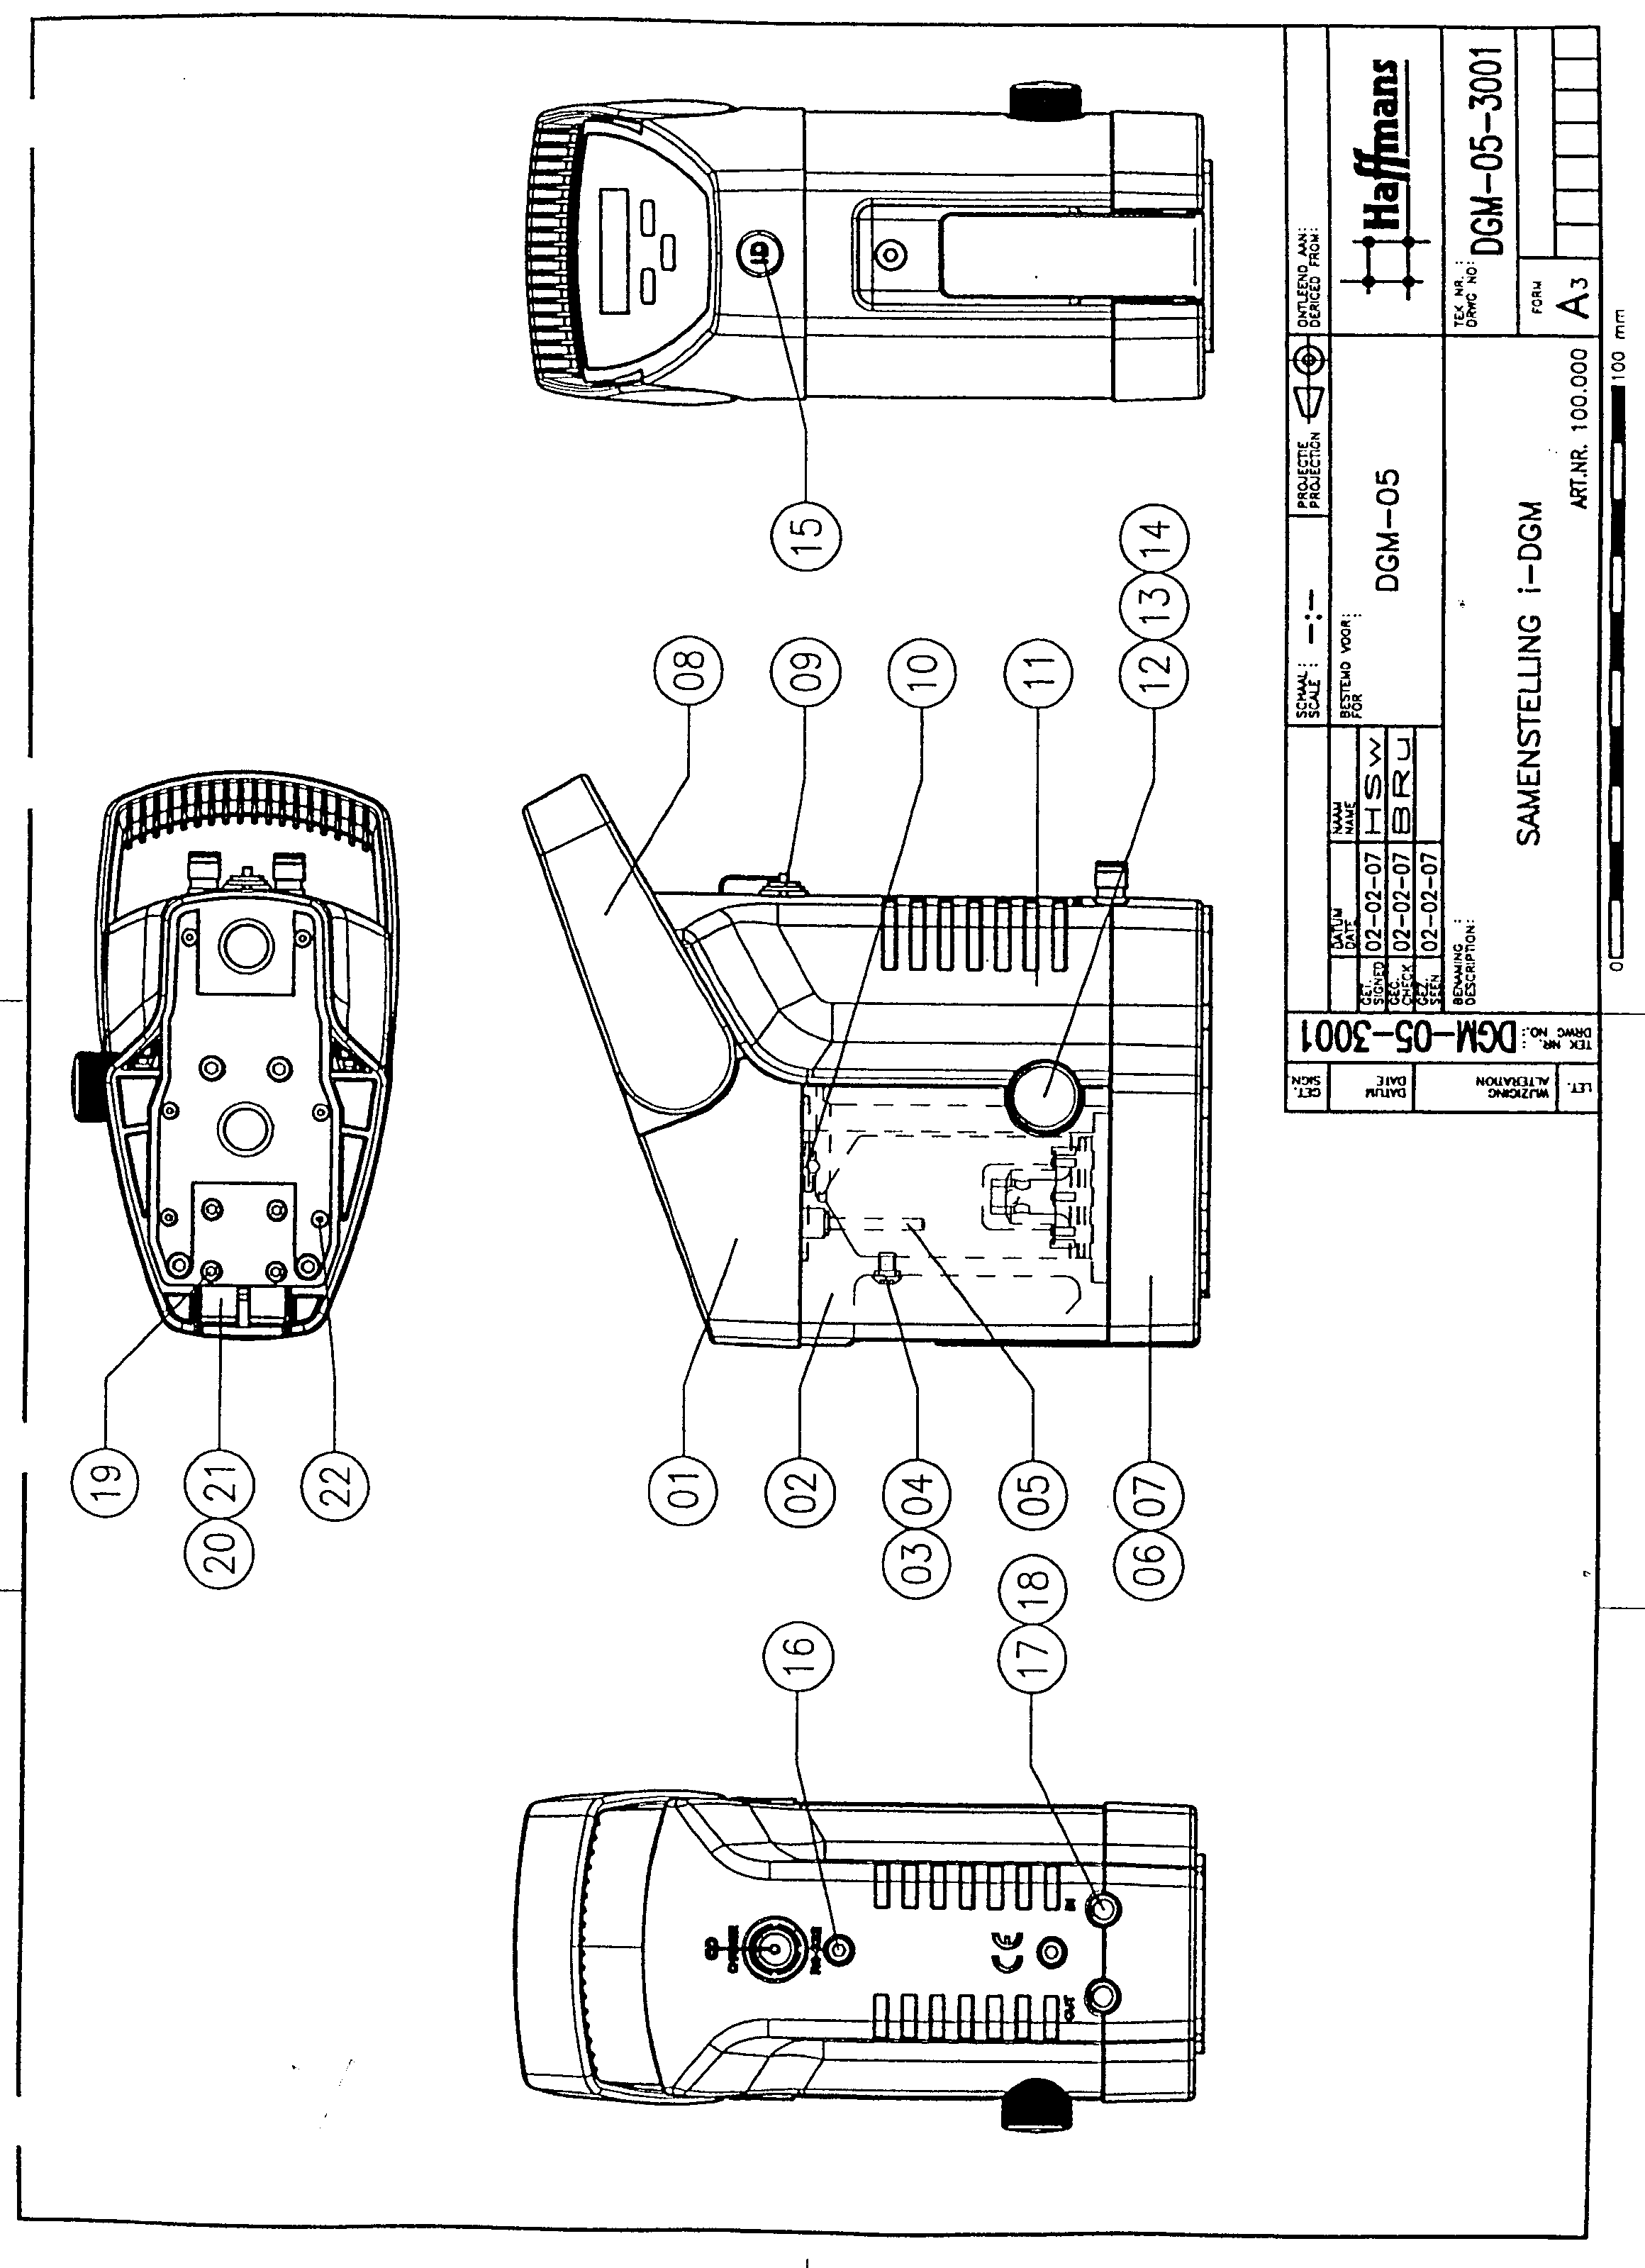 19
20 21
22
15
08
09
10
11
12 13 14
01
02
03 04
05
06 07
16
17 18
ID
IN
OUT
CE
SCHAAL :
SCALE :
-:-
PROJECTIE
PROJECTION
ONTLEEND AAN:
DERICED FROM:
DATUM
DATE
NAAM
NAME
BESTEMD VOOR:
FOR :
DGM-05
Haffmans
GET.
SIGNED
02-02-07
HSW
GEC.
CHECK
02-02-07
BRU
GEZ.
SEEN
02-02-07
BENAMING :
DESCRIPTION:
SAMENSTELLING i-DGM
ART.NR. 100.000
TEK NR. :
DRWG NO:
DGM-05-3001
FORM
A3
TEK NR. :
DRWG NO. :
DGM-05-3001
LET.
WIJZIGING
ALTERATION
DATUM
DATE
GET.
SIGN.
0 100 mm